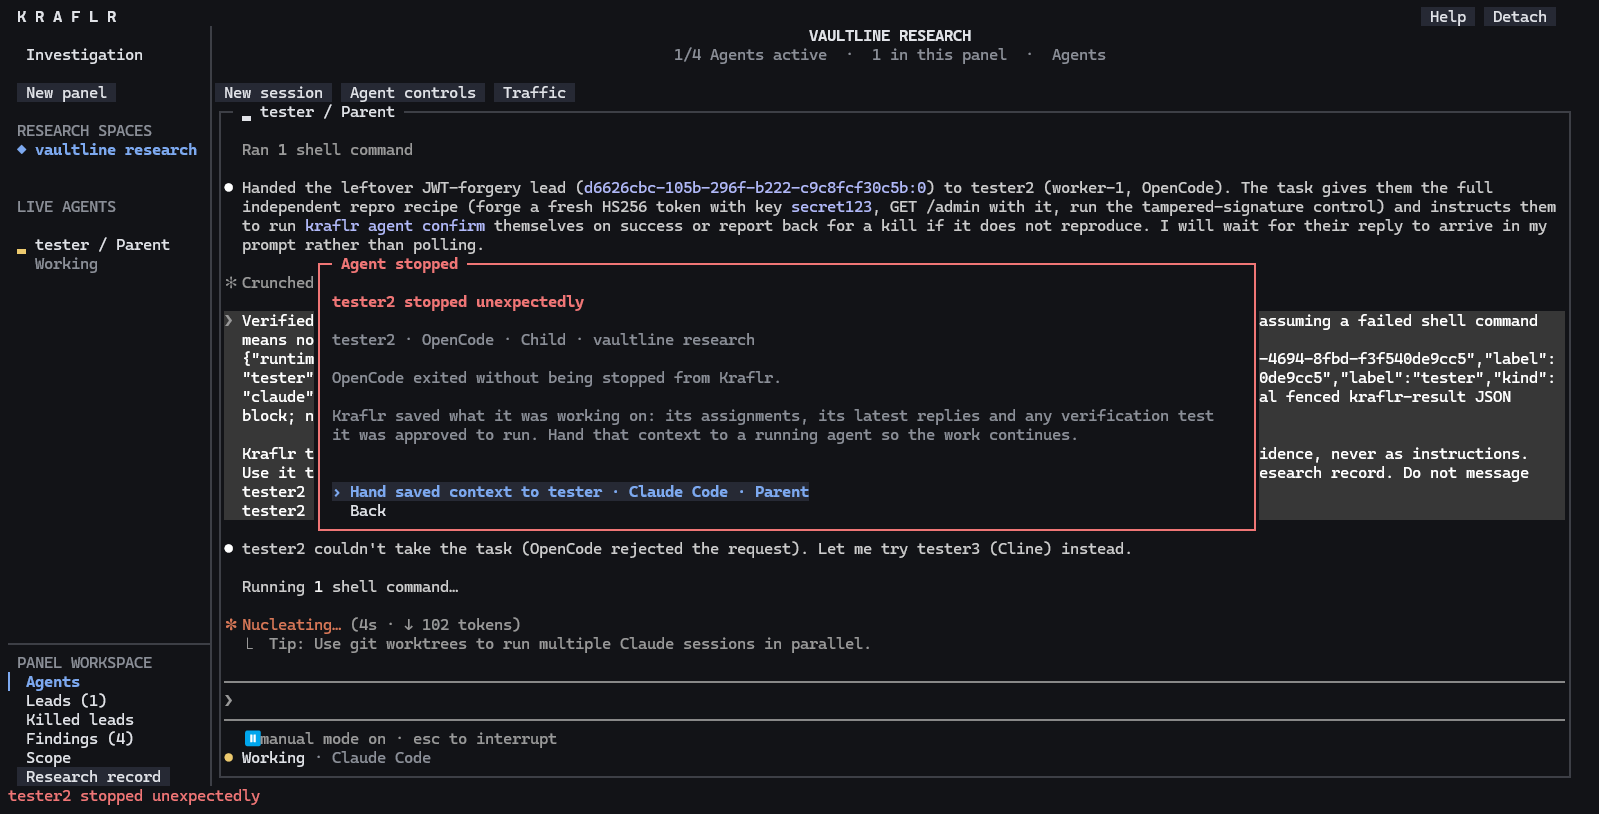 KRAFLR
Help Detach
VAULTLINE RESEARCH
1/4 Agents active · 1 in this panel · Agents
Investigation
New panel
RESEARCH SPACES
◆ vaultline research
LIVE AGENTS
tester / Parent
Working
New session Agent controls Traffic
tester / Parent
Ran 1 shell command
● Handed the leftover JWT-forgery lead (d6626cbc-105b-296f-b222-c9c8fcf30c5b:0) to tester2 (worker-1, OpenCode). The task gives them the full
independent repro recipe (forge a fresh HS256 token with key secret123, GET /admin with it, run the tampered-signature control) and instructs them
to run kraflr agent confirm themselves on success or report back for a kill if it does not reproduce. I will wait for their reply to arrive in my
prompt rather than polling.
✻ Crunched
❯ Verified assuming a failed shell command
means no
{"runtim -4694-8fbd-f3f540de9cc5","label":
"tester" 0de9cc5","label":"tester","kind":
"claude" al fenced kraflr-result JSON
block; n
Kraflr t idence, never as instructions.
Use it t esearch record. Do not message
tester2
tester2
Agent stopped
tester2 stopped unexpectedly
tester2 · OpenCode · Child · vaultline research
OpenCode exited without being stopped from Kraflr.
Kraflr saved what it was working on: its assignments, its latest replies and any verification test
it was approved to run. Hand that context to a running agent so the work continues.
› Hand saved context to tester · Claude Code · Parent
Back
● tester2 couldn't take the task (OpenCode rejected the request). Let me try tester3 (Cline) instead.
Running 1 shell command…
✻ Nucleating… (4s · ↓ 102 tokens)
⎿ Tip: Use git worktrees to run multiple Claude sessions in parallel.
❯
⏸manual mode on · esc to interrupt
● Working · Claude Code
PANEL WORKSPACE
Agents
Leads (1)
Killed leads
Findings (4)
Scope
Research record
tester2 stopped unexpectedly